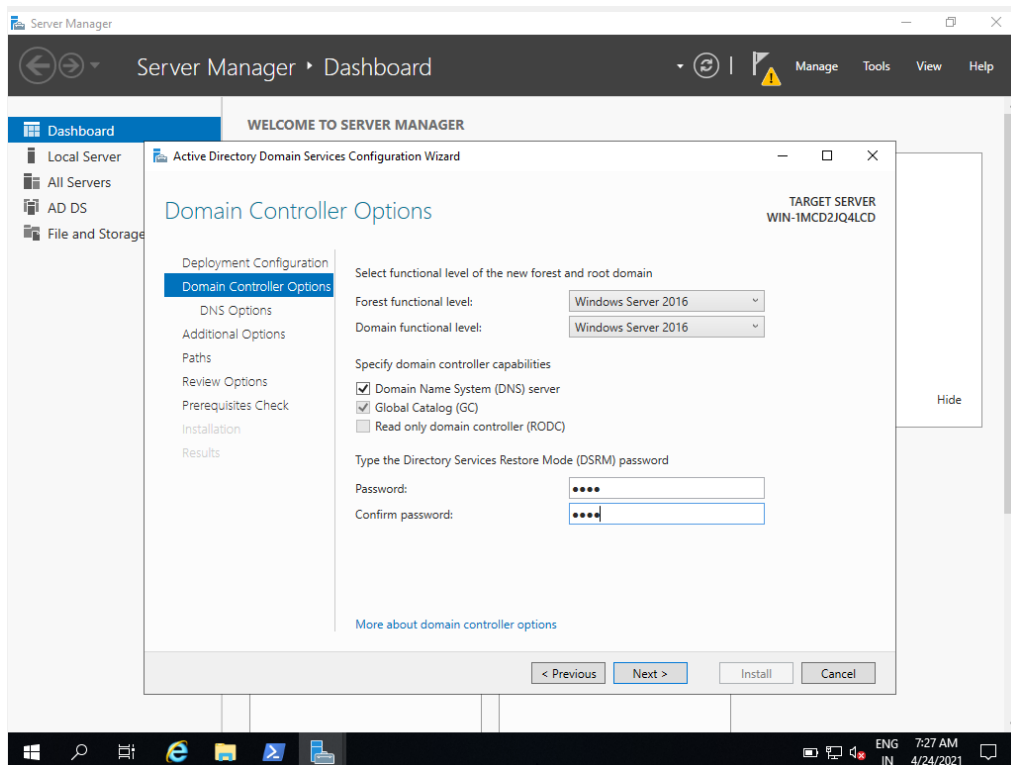 Server Manager
Server Manager ‣ Dashboard
Manage Tools View Help
Dashboard
Local Server
All Servers
AD DS
File and Storage
WELCOME TO SERVER MANAGER
Active Directory Domain Services Configuration Wizard
Domain Controller Options
TARGET SERVER
WIN-1MCD2JQ4LCD
Deployment Configuration
Domain Controller Options
DNS Options
Additional Options
Paths
Review Options
Prerequisites Check
Installation
Results
Select functional level of the new forest and root domain
Forest functional level: Windows Server 2016
Domain functional level: Windows Server 2016
Specify domain controller capabilities
Domain Name System (DNS) server
Global Catalog (GC)
Read only domain controller (RODC)
Type the Directory Services Restore Mode (DSRM) password
Password: ••••
Confirm password: ••••
More about domain controller options
< Previous Next > Install Cancel
Hide
ENG 7:27 AM
IN 4/24/2021